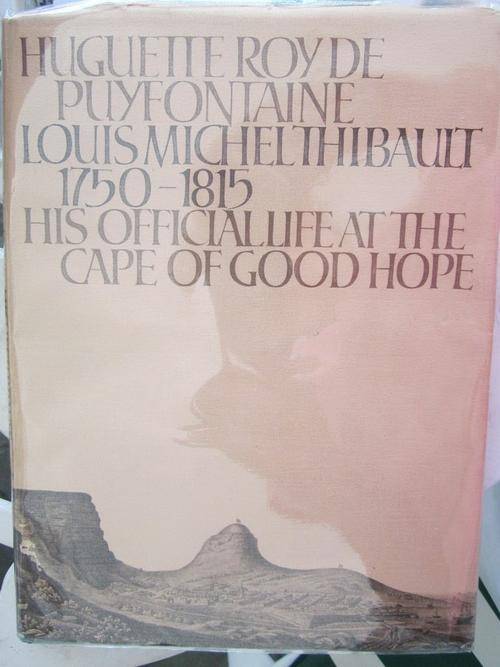 HUGUETTE ROY DE
PUYFONTAINE
LOUIS MICHEL THIBAULT
1750-1815
HIS OFFICIAL LIFE AT THE
CAPE OF GOOD HOPE